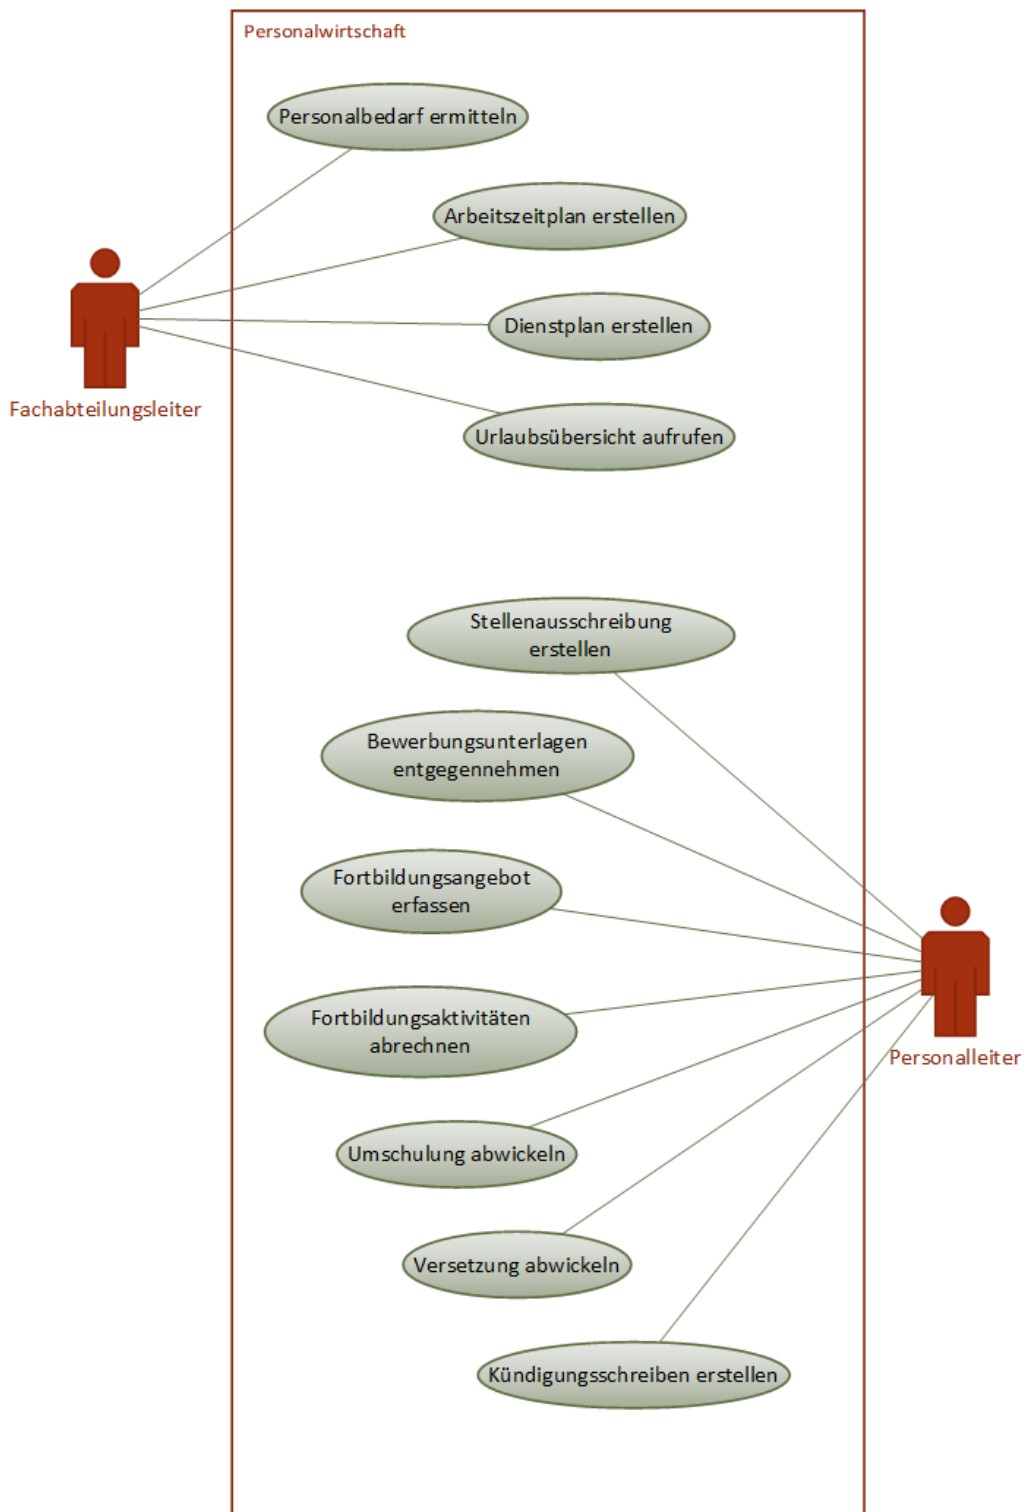 Personalwirtschaft
Personalbedarf ermitteln
Arbeitszeitplan erstellen
Dienstplan erstellen
Fachabteilungsleiter
Urlaubsübersicht aufrufen
Stellenausschreibung
erstellen
Bewerbungsunterlagen
entgegennehmen
Fortbildungsangebot
erfassen
Fortbildungsaktivitäten
abrechnen
Personalleiter
Umschulung abwickeln
Versetzung abwickeln
Kündigungsschreiben erstellen